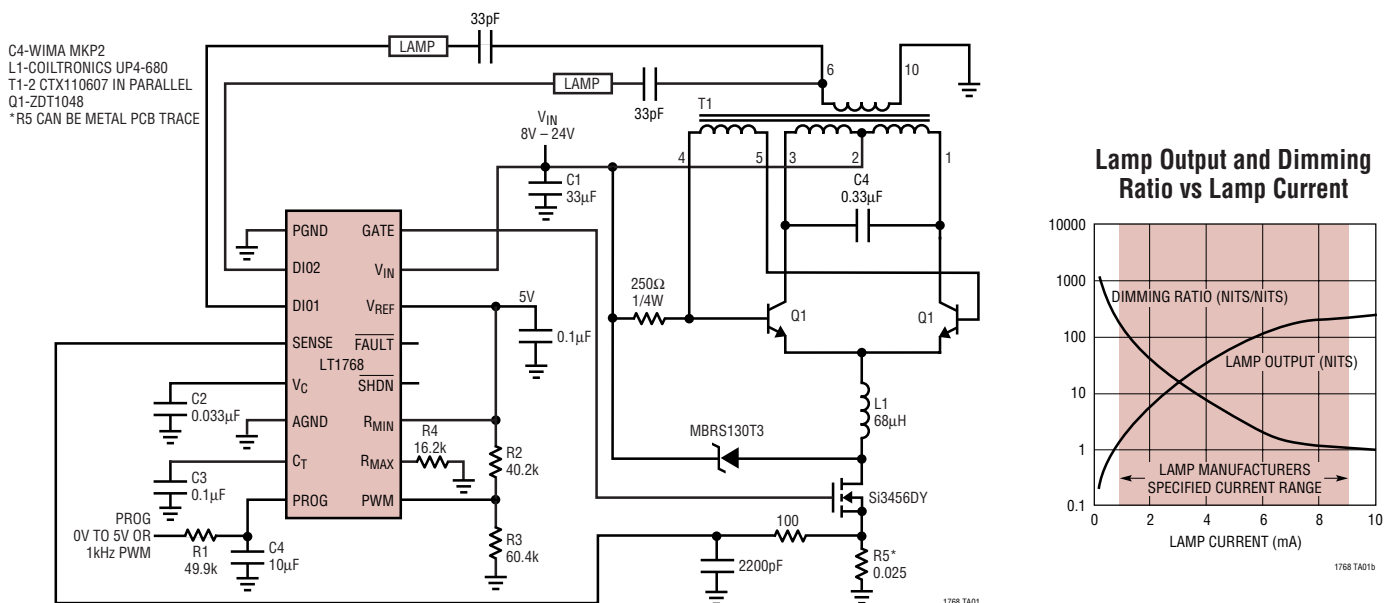 C4-WIMA MKP2
L1-COILTRONICS UP4-680
T1-2 CTX110607 IN PARALLEL
Q1-ZDT1048
*R5 CAN BE METAL PCB TRACE
33pF
LAMP
LAMP
33pF
6
10
T1
VIN
8V – 24V
4
5
3
2
1
C1
33µF
C4
0.33µF
PGND
GATE
DI02
VIN
DI01
VREF
5V
0.1µF
SENSE
FAULT
LT1768
VC
SHDN
C2
0.033µF
AGND
RMIN
R4
16.2k
CT
RMAX
C3
0.1µF
PROG
PWM
R2
40.2k
R3
60.4k
PROG
0V TO 5V OR
1kHz PWM
R1
49.9k
C4
10µF
250Ω
1/4W
Q1
Q1
L1
68µH
MBRS130T3
Si3456DY
100
2200pF
R5*
0.025
1768 TA01
Lamp Output and Dimming
Ratio vs Lamp Current
10000
1000
100
10
1
0.1
DIMMING RATIO (NITS/NITS)
LAMP OUTPUT (NITS)
LAMP MANUFACTURERS
SPECIFIED CURRENT RANGE
0 2 4 6 8 10
LAMP CURRENT (mA)
1768 TA01b